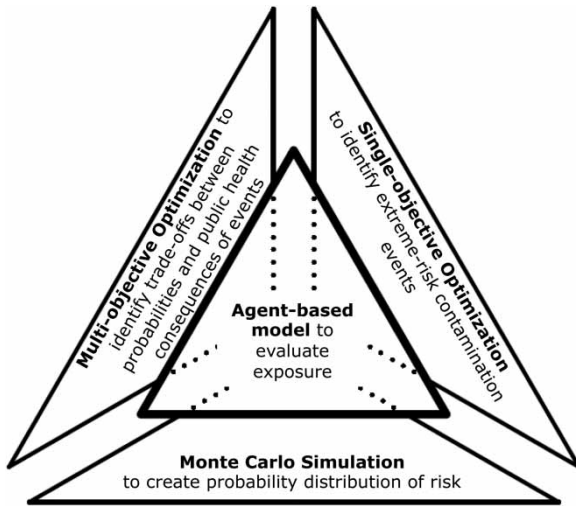 Multi-objective Optimization to
identify trade-offs between
probabilities and public health
consequences of events
Single-objective Optimization
to identify extreme-risk contamination
events
Agent-based
model to
evaluate
exposure
Monte Carlo Simulation
to create probability distribution of risk